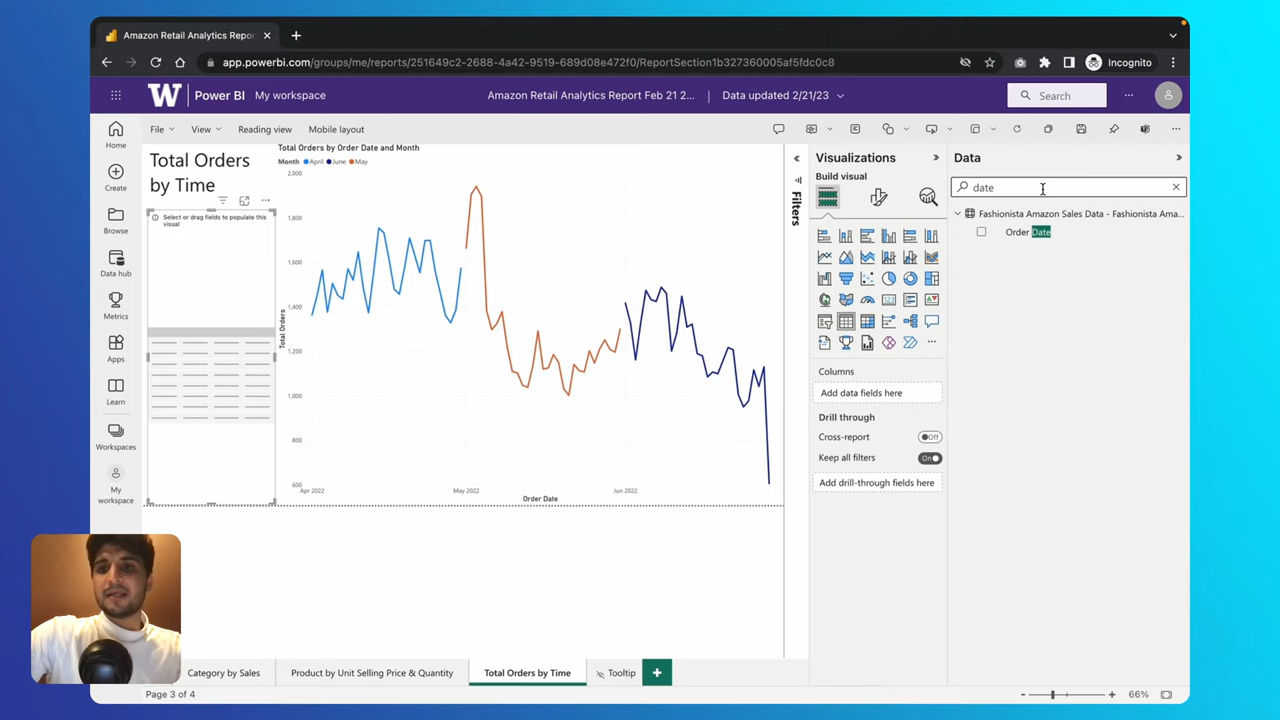 Amazon Retail Analytics Repor
app.powerbi.com/groups/me/reports/251649c2-2688-4a42-9519-689d08e472f0/ReportSection1b327360005af5fdc0c8
Incognito
W
Power BI My workspace
Amazon Retail Analytics Report Feb 21 2...
Data updated 2/21/23
Search
File
View
Reading view
Mobile layout
Home
Create
Browse
Data hub
Metrics
Apps
Learn
Workspaces
My
workspace
Total Orders
by Time
Select or drag fields to populate this
visual
Total Orders by Order Date and Month
Month April June May
2,000
1,800
1,600
1,400
1,200
1,000
800
600
Total Orders
Apr 2022
May 2022
Jun 2022
Order Date
Filters
Visualizations
Build visual
Columns
Add data fields here
Drill through
Cross-report
Off
Keep all filters
On
Add drill-through fields here
Data
date
Fashionista Amazon Sales Data - Fashionista Ama...
Order Date
Category by Sales
Product by Unit Selling Price & Quantity
Total Orders by Time
Tooltip
Page 3 of 4
66%